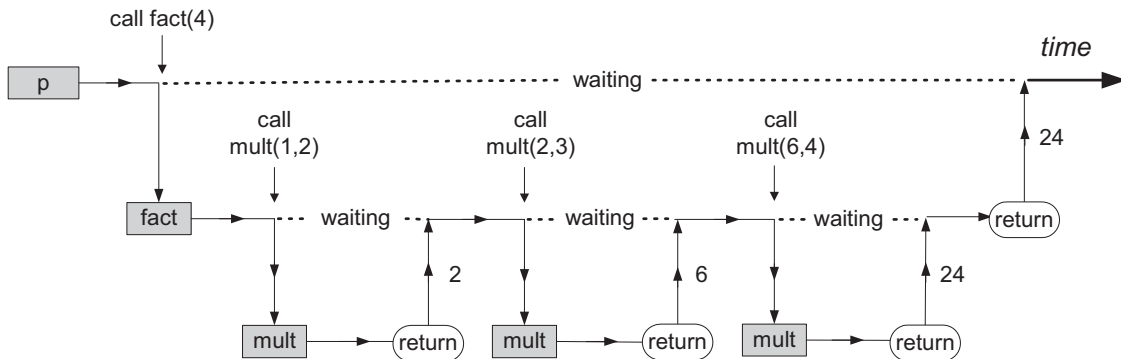 call fact(4)
time
p
waiting
call
mult(1,2)
call
mult(2,3)
call
mult(6,4)
24
fact
waiting
waiting
waiting
return
2
6
24
mult
return
mult
return
mult
return